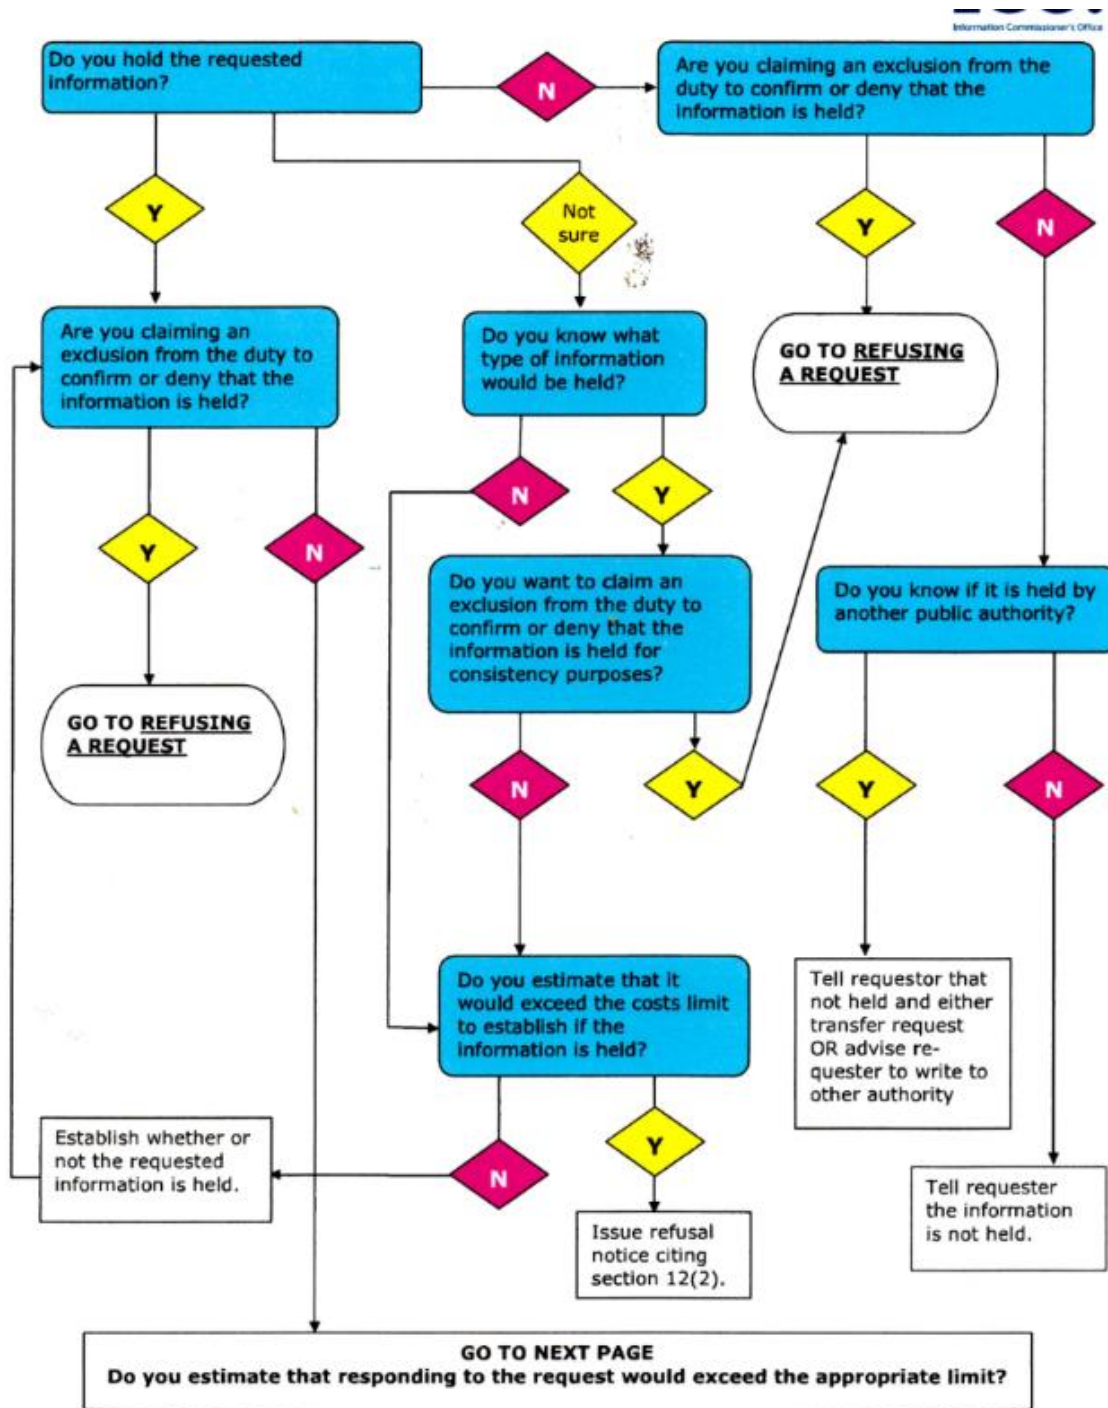 Information Commissioner's Office
Do you hold the requested
information?
N
Are you claiming an exclusion from the
duty to confirm or deny that the
information is held?
Y
Not
sure
Y
N
Are you claiming an
exclusion from the duty to
confirm or deny that the
information is held?
Do you know what
type of information
would be held?
GO TO REFUSING
A REQUEST
N
Y
Y
N
Do you want to claim an
exclusion from the duty to
confirm or deny that the
information is held for
consistency purposes?
Do you know if it is held by
another public authority?
GO TO REFUSING
A REQUEST
N
Y
Y
N
Do you estimate that it
would exceed the costs limit
to establish if the
information is held?
Tell requestor that
not held and either
transfer request
OR advise re-
quester to write to
other authority
Establish whether or
not the requested
information is held.
N
Y
Tell requester
the information
is not held.
Issue refusal
notice citing
section 12(2).
GO TO NEXT PAGE
Do you estimate that responding to the request would exceed the appropriate limit?